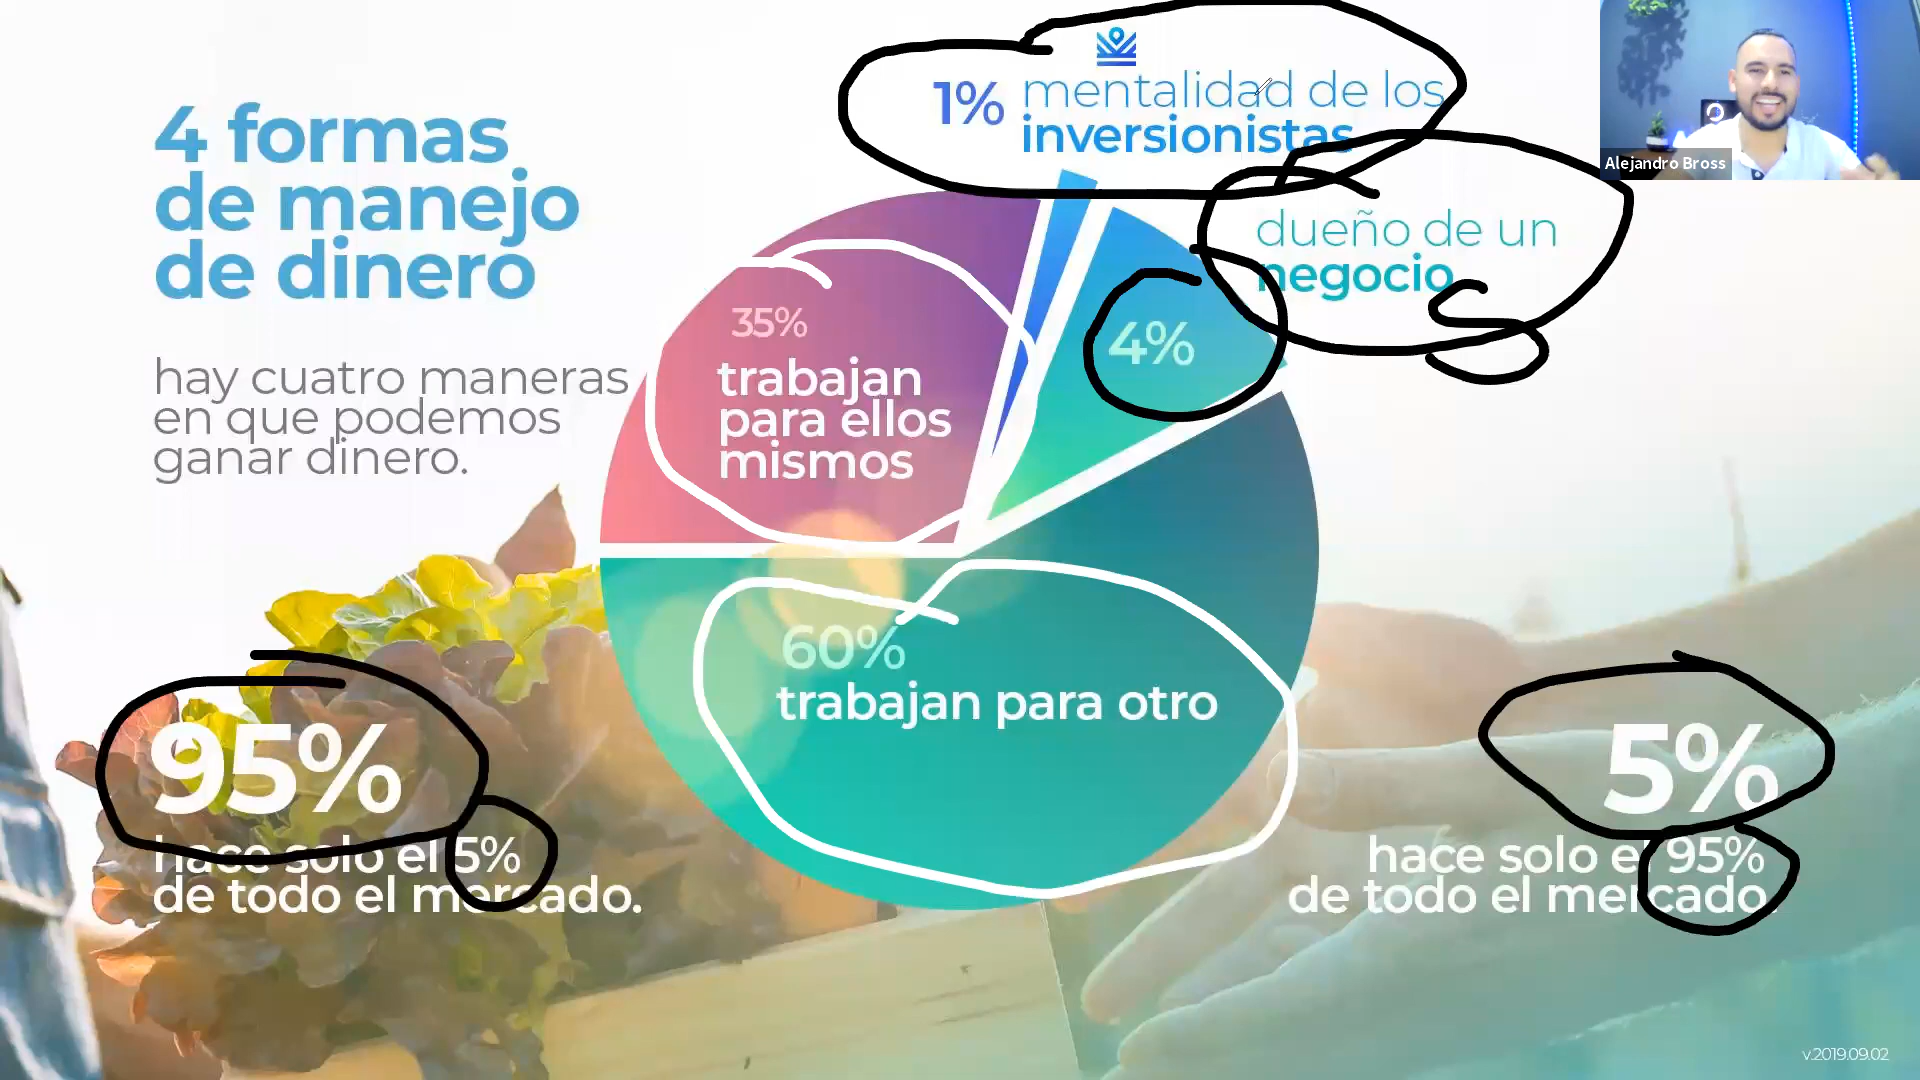 4 formas
de manejo
de dinero
hay cuatro maneras
en que podemos
ganar dinero.
1% mentalidad de los
inversionistas
Alejandro Bross
dueño de un
negocio
4%
35%
trabajan
para ellos
mismos
60%
trabajan para otro
95%
hace solo el 5%
de todo el mercado.
5%
hace solo el 95%
de todo el mercado.
v.2019.09.02